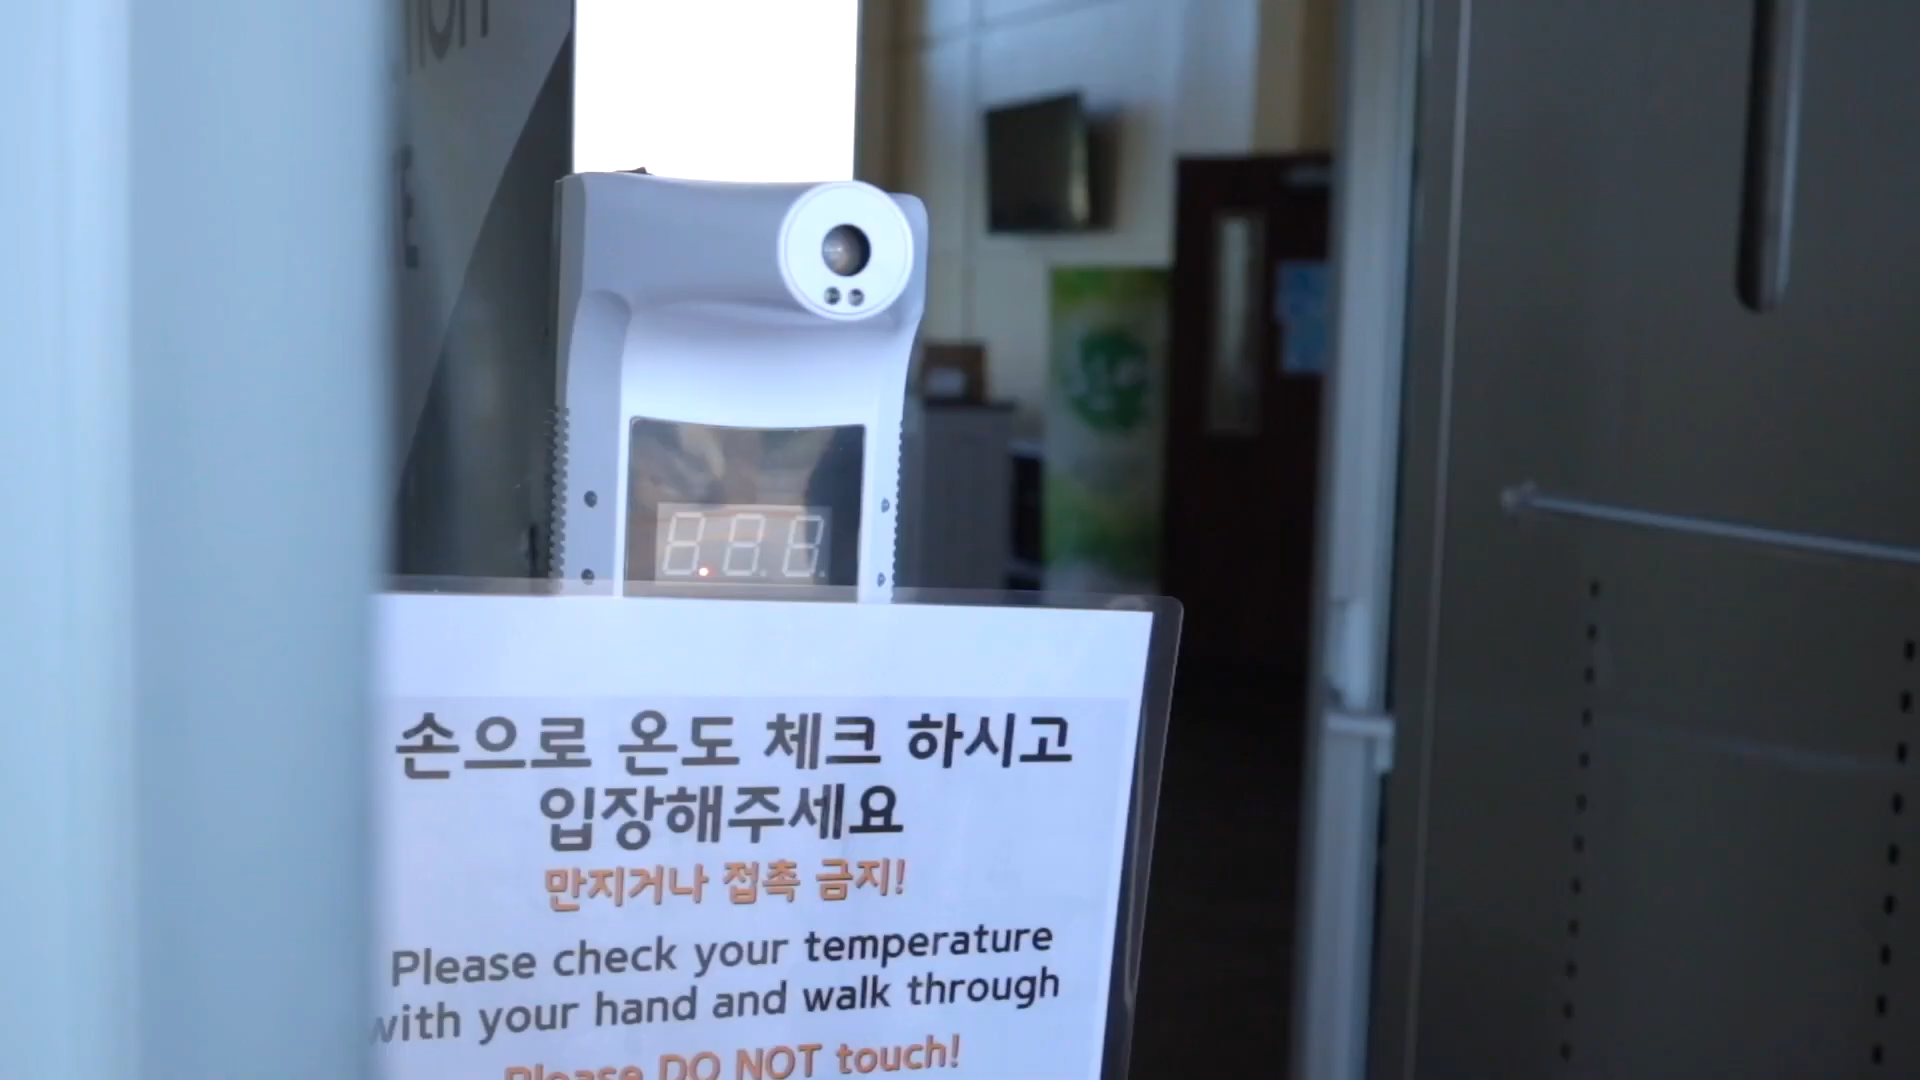 손으로 온도 체크 하시고
입장해주세요
만지거나 접촉 금지!
Please check your temperature
with your hand and walk through
Please DO NOT touch!